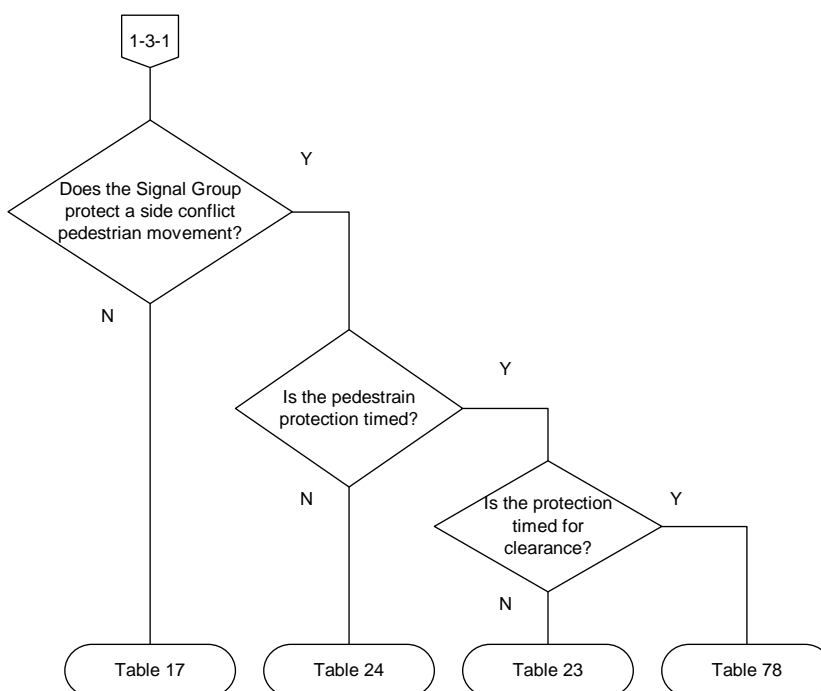 1-3-1
Y
Does the Signal Group
protect a side conflict
pedestrian movement?
N
Y
Is the pedestrain
protection timed?
N
Y
Is the protection
timed for
clearance?
N
Table 17
Table 24
Table 23
Table 78